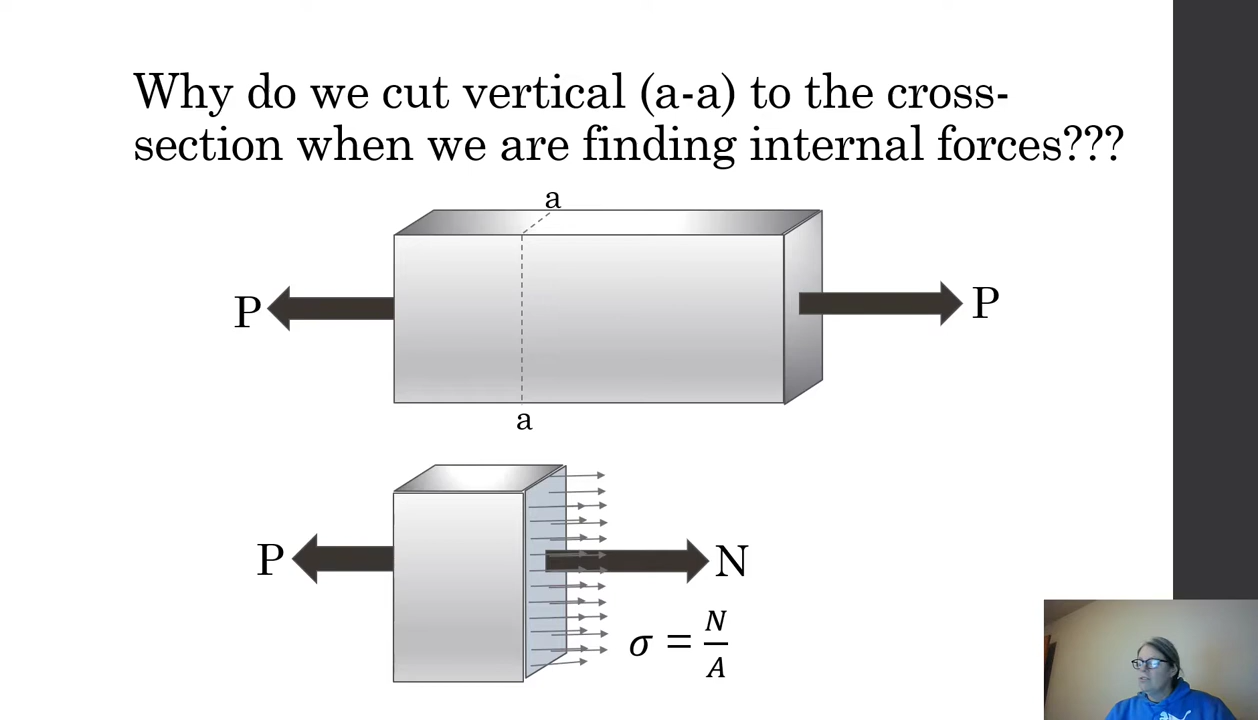 Why do we cut vertical (a-a) to the cross-
section when we are finding internal forces???
a
P
P
a
P
N
σ = N/A